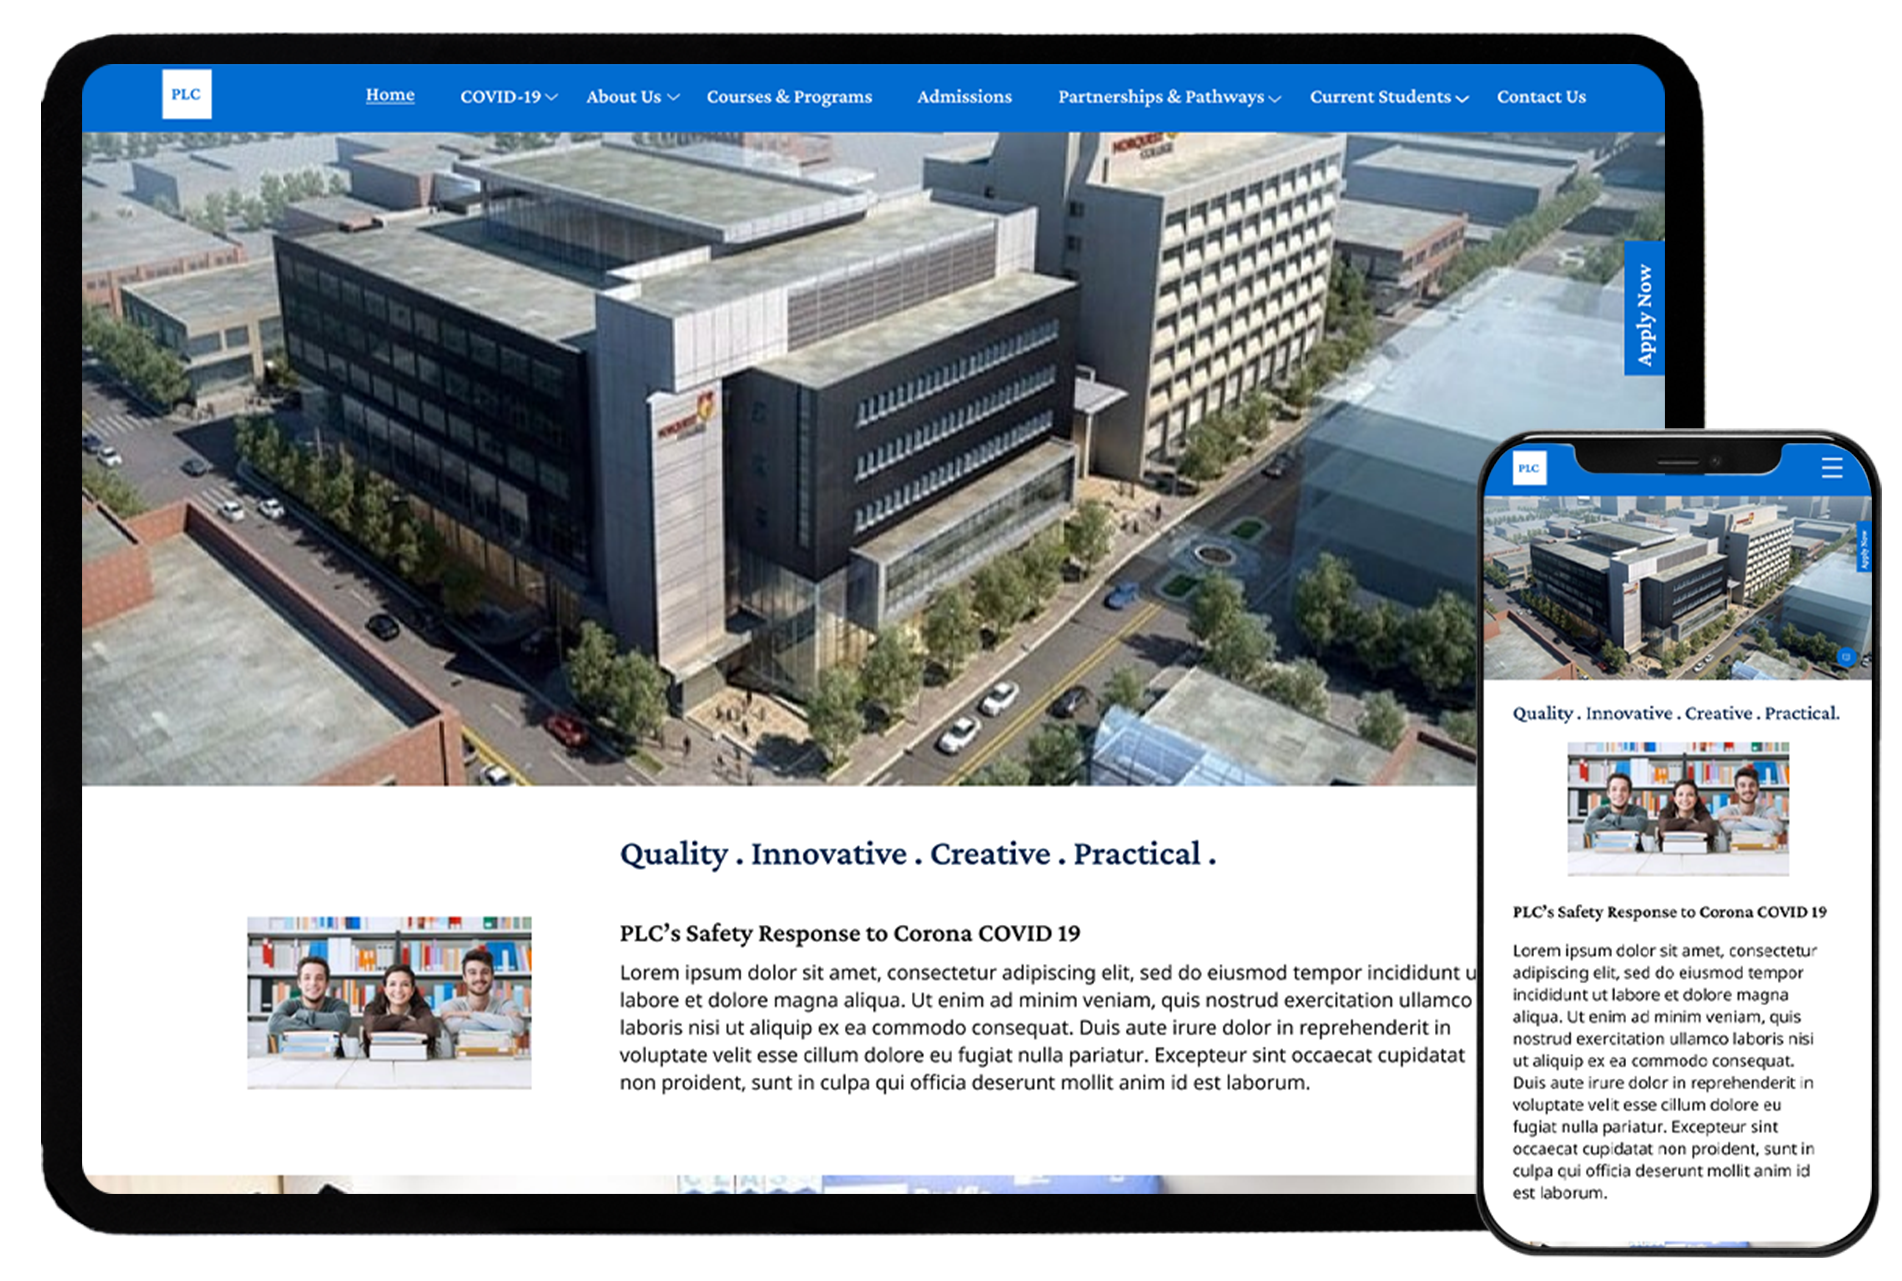 PLC
Home COVID-19 About Us Courses & Programs Admissions Partnerships & Pathways Current Students Contact Us
NORQUEST
COLLEGE
Apply Now
NORQUEST
COLLEGE
Quality . Innovative . Creative . Practical .
PLC's Safety Response to Corona COVID 19
Lorem ipsum dolor sit amet, consectetur adipiscing elit, sed do eiusmod tempor incididunt u
labore et dolore magna aliqua. Ut enim ad minim veniam, quis nostrud exercitation ullamco
laboris nisi ut aliquip ex ea commodo consequat. Duis aute irure dolor in reprehenderit in
voluptate velit esse cillum dolore eu fugiat nulla pariatur. Excepteur sint occaecat cupidatat
non proident, sunt in culpa qui officia deserunt mollit anim id est laborum.
PLC
Apply Now
Quality . Innovative . Creative . Practical.
PLC's Safety Response to Corona COVID 19
Lorem ipsum dolor sit amet, consectetur
adipiscing elit, sed do eiusmod tempor
incididunt ut labore et dolore magna
aliqua. Ut enim ad minim veniam, quis
nostrud exercitation ullamco laboris nisi
ut aliquip ex ea commodo consequat.
Duis aute irure dolor in reprehenderit in
voluptate velit esse cillum dolore eu
fugiat nulla pariatur. Excepteur sint
occaecat cupidatat non proident, sunt in
culpa qui officia deserunt mollit anim id
est laborum.